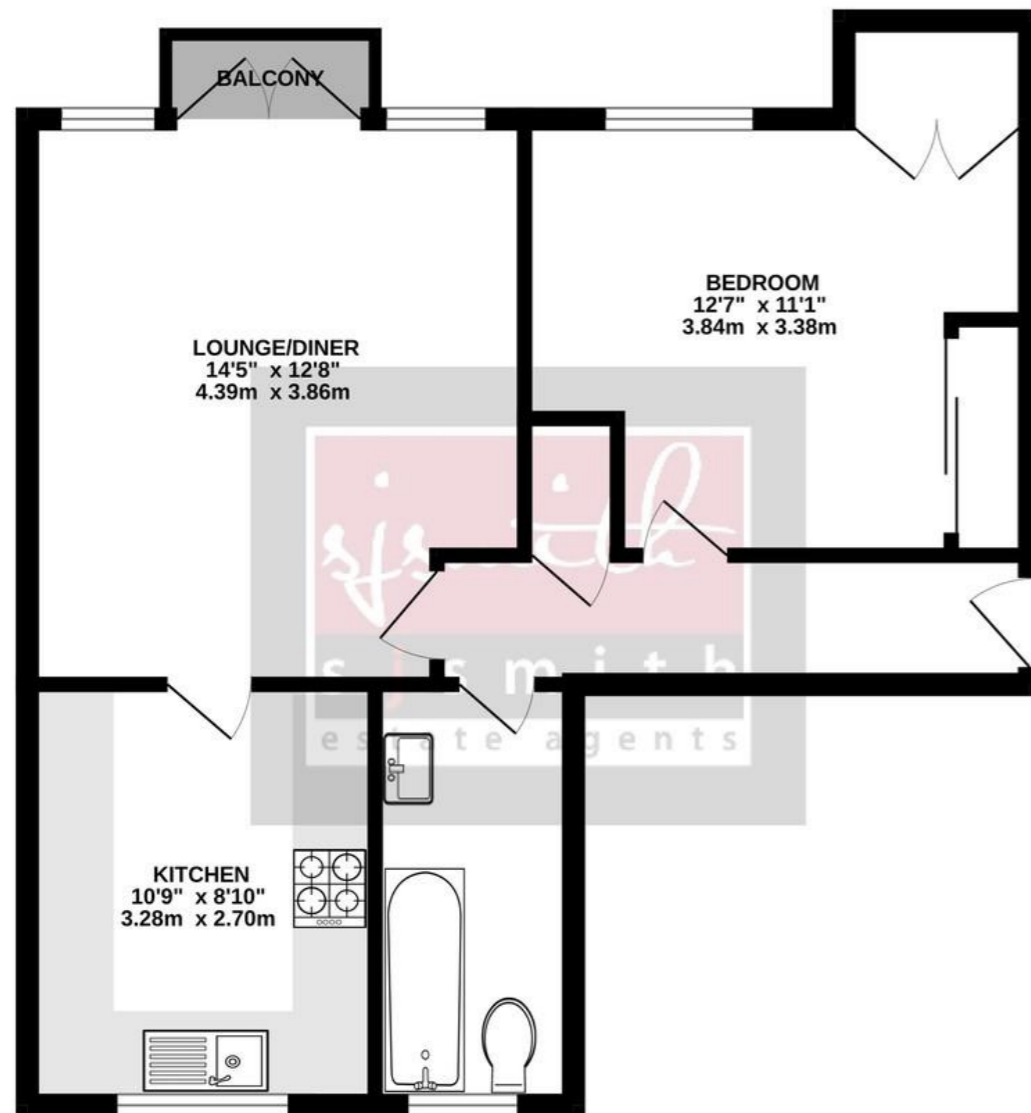 BALCONY
BEDROOM
12'7" x 11'1"
3.84m x 3.38m
LOUNGE/DINER
14'5" x 12'8"
4.39m x 3.86m
sjsmith
s j smith
estate agents
KITCHEN
10'9" x 8'10"
3.28m x 2.70m